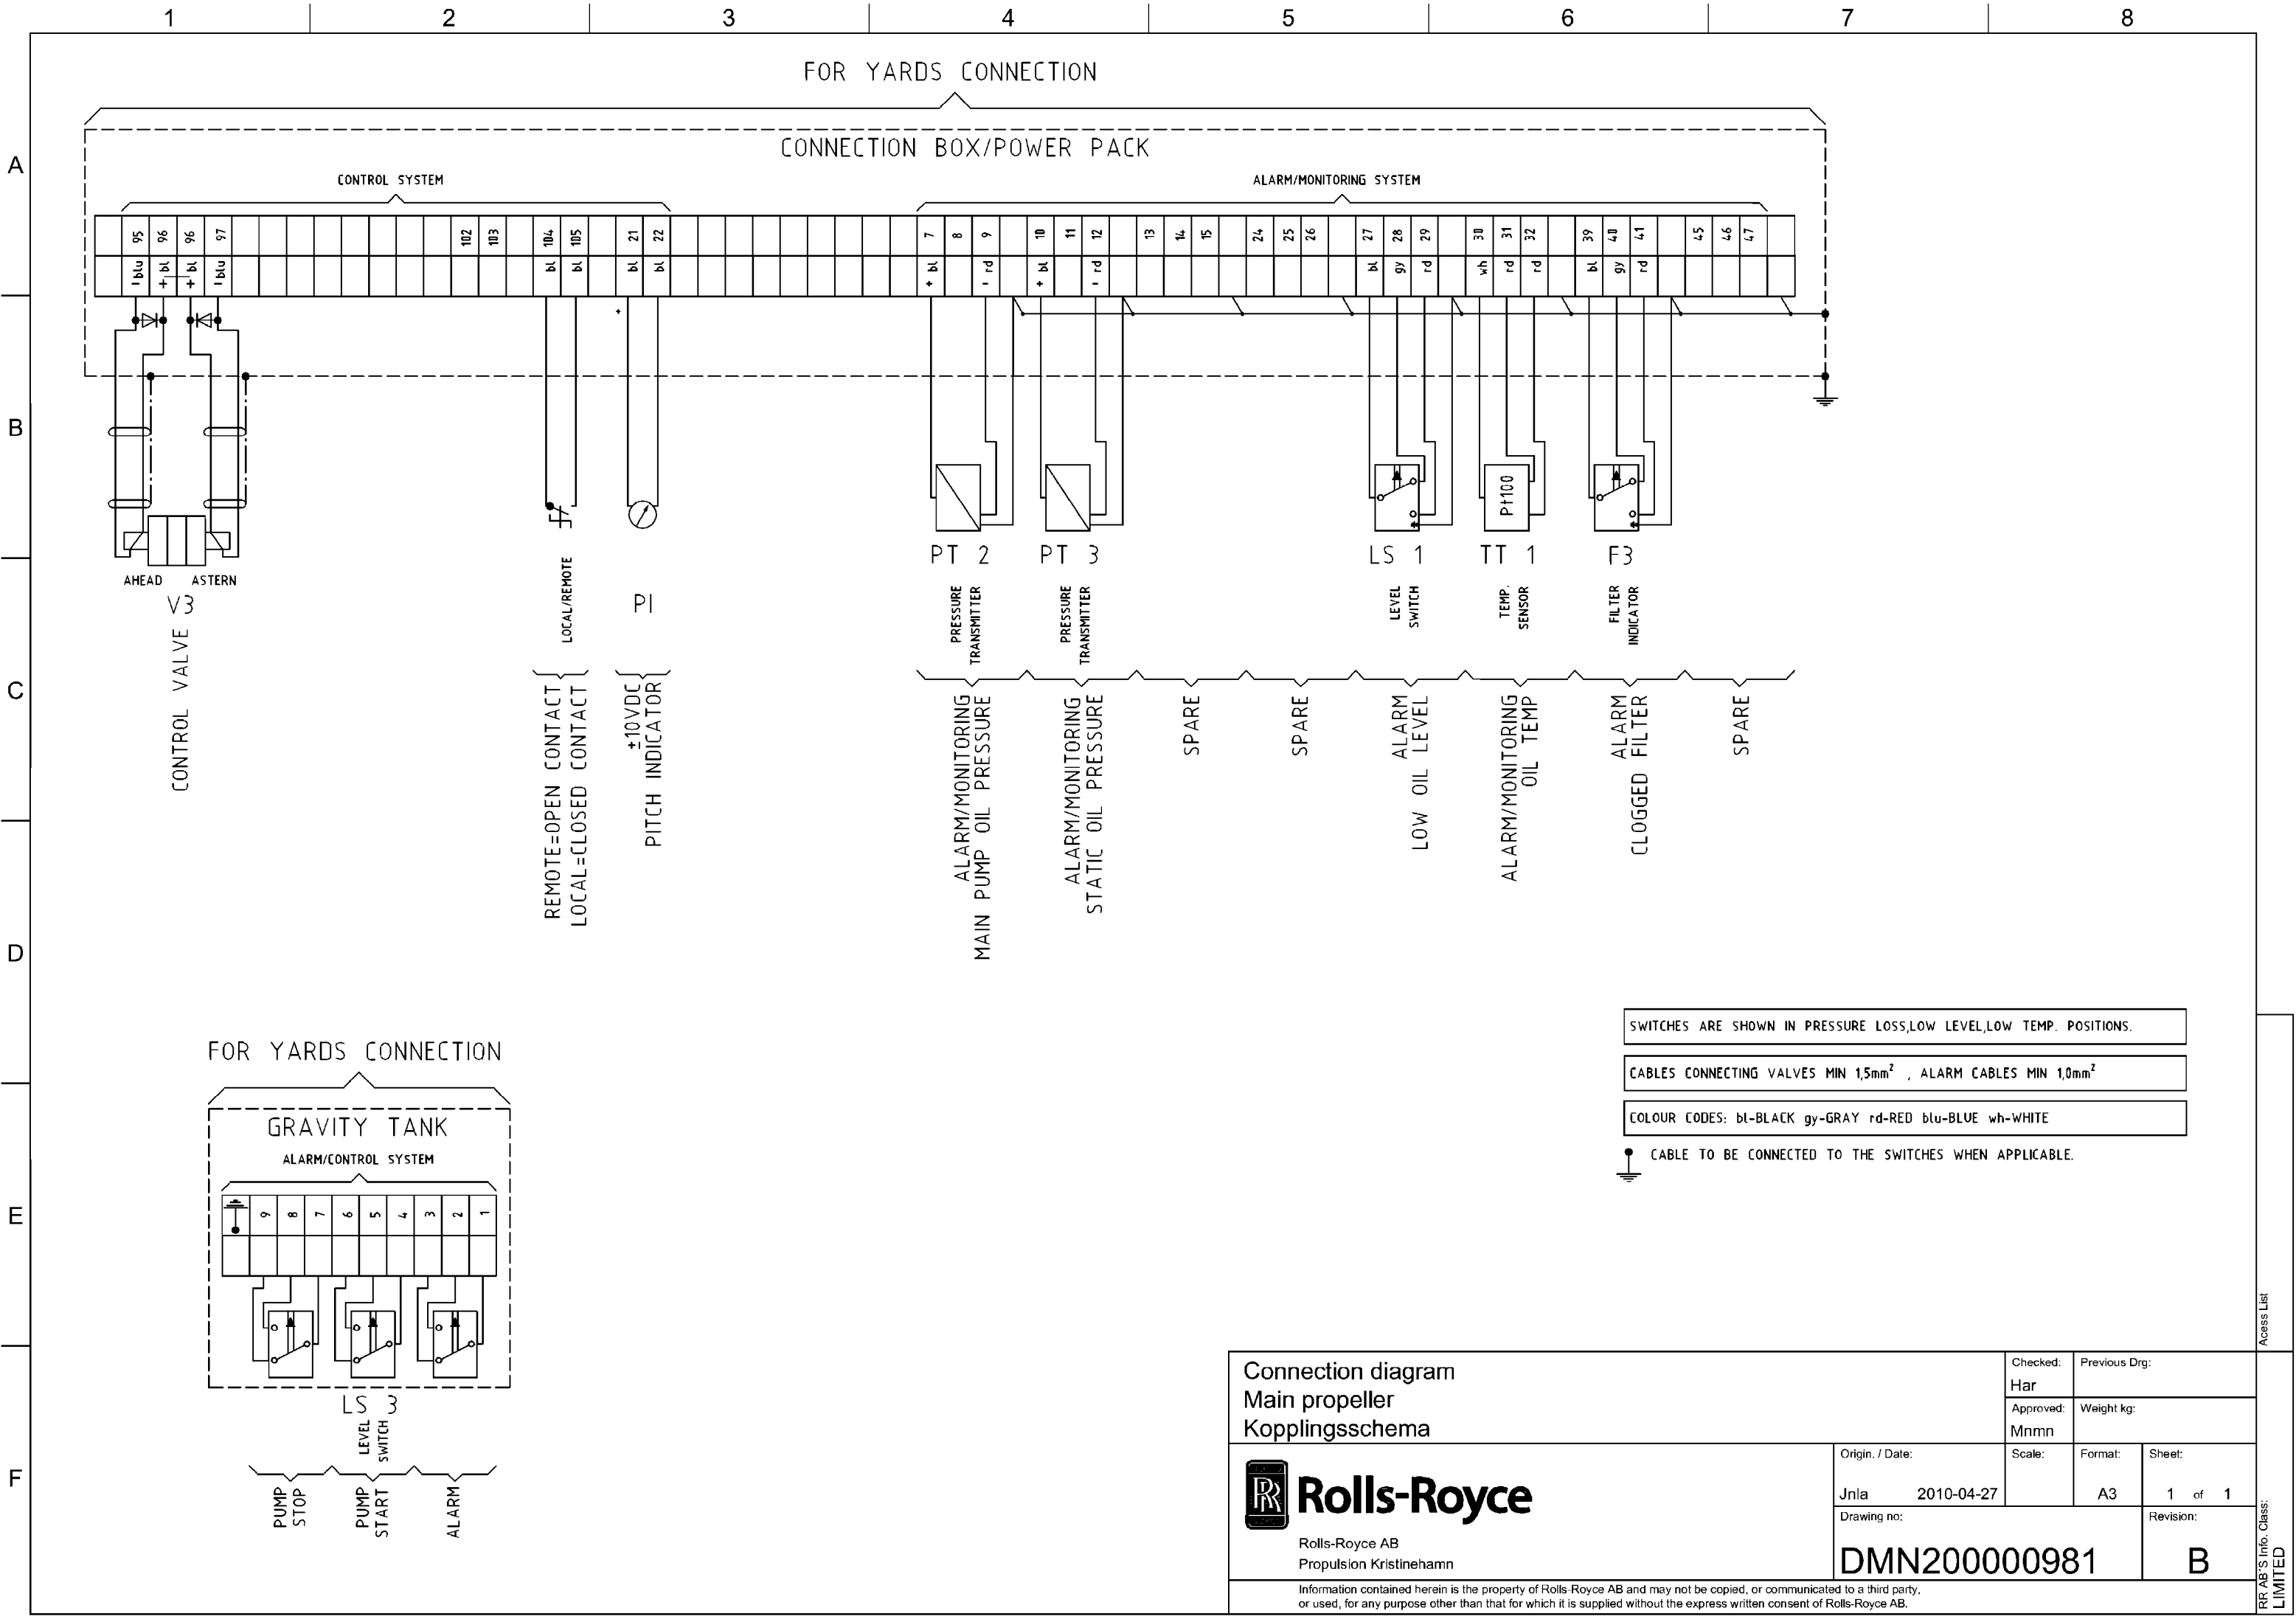 1 2 3 4 5 6 7 8
A
B
C
D
E
F
FOR YARDS CONNECTION
CONNECTION BOX/POWER PACK
CONTROL SYSTEM
ALARM/MONITORING SYSTEM
95 96 96 97 102 103 104 105 21 22 7 8 9 10 11 12 13 14 15 24 25 26 27 28 29 30 31 32 39 40 41 45 46 47
-blu +bl +bl -blu bl bl bl bl + bl - rd + bl - rd bl gy rd wh rd rd bl gy rd
+
AHEAD ASTERN
V3
CONTROL VALVE
LOCAL/REMOTE
REMOTE=OPEN CONTACT
LOCAL=CLOSED CONTACT
PI
±10VDC
PITCH INDICATOR
PT 2
PRESSURE
TRANSMITTER
ALARM/MONITORING
MAIN PUMP OIL PRESSURE
PT 3
PRESSURE
TRANSMITTER
ALARM/MONITORING
STATIC OIL PRESSURE
SPARE
SPARE
LS 1
LEVEL
SWITCH
ALARM
LOW OIL LEVEL
Pt100
TT 1
TEMP.
SENSOR
ALARM/MONITORING
OIL TEMP
F3
FILTER
INDICATOR
ALARM
CLOGGED FILTER
SPARE
SWITCHES ARE SHOWN IN PRESSURE LOSS,LOW LEVEL,LOW TEMP. POSITIONS.
CABLES CONNECTING VALVES MIN 1,5mm² , ALARM CABLES MIN 1,0mm²
COLOUR CODES: bl-BLACK gy-GRAY rd-RED blu-BLUE wh-WHITE
CABLE TO BE CONNECTED TO THE SWITCHES WHEN APPLICABLE.
FOR YARDS CONNECTION
GRAVITY TANK
ALARM/CONTROL SYSTEM
9 8 7 6 5 4 3 2 1
LS 3
LEVEL
SWITCH
PUMP
STOP
PUMP
START
ALARM
Connection diagram
Main propeller
Kopplingsschema
Checked:
Har
Previous Drg:
Approved:
Mnmn
Weight kg:
Origin. / Date:
Jnla 2010-04-27
Scale:
Format:
A3
Sheet:
1 of 1
RR
Rolls-Royce
Rolls-Royce AB
Propulsion Kristinehamn
Drawing no:
DMN200000981
Revision:
B
Information contained herein is the property of Rolls-Royce AB and may not be copied, or communicated to a third party,
or used, for any purpose other than that for which it is supplied without the express written consent of Rolls-Royce AB.
Acess List
RR AB'S Info. Class:
LIMITED